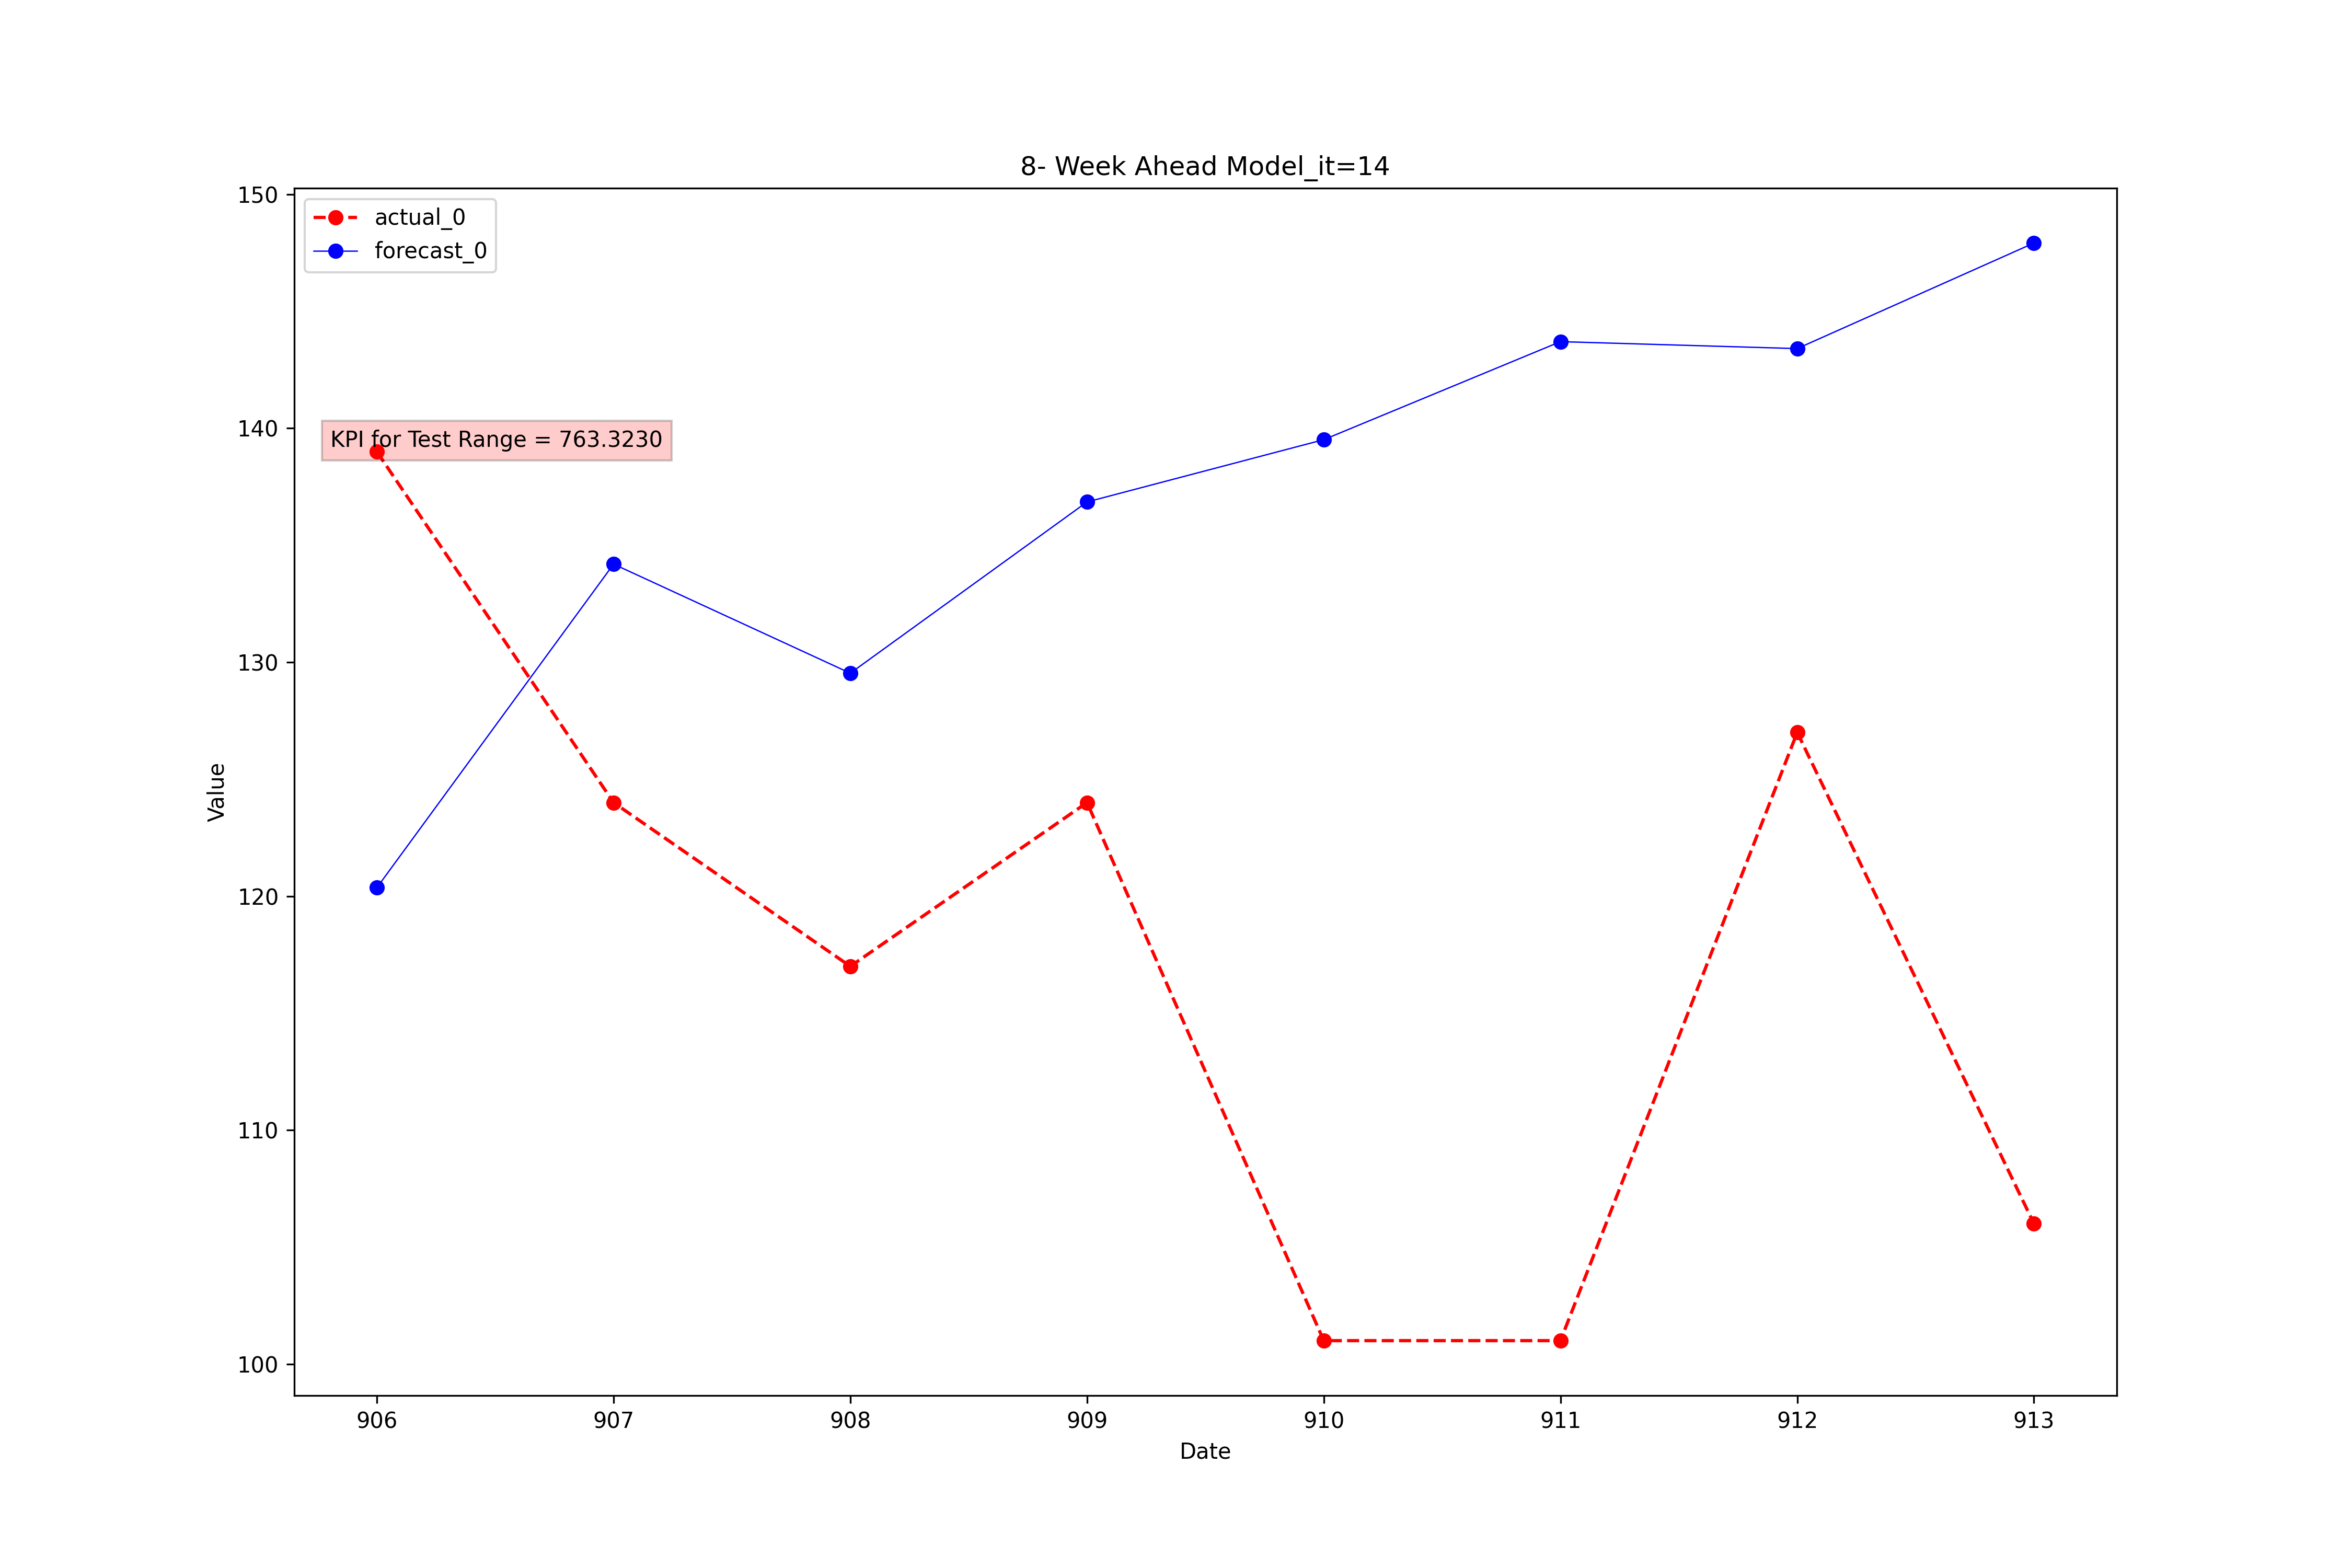 8- Week Ahead Model_it=14
150
actual_0
forecast_0
140
KPI for Test Range = 763.3230
130
Value
120
110
100
906 907 908 909 910 911 912 913
Date